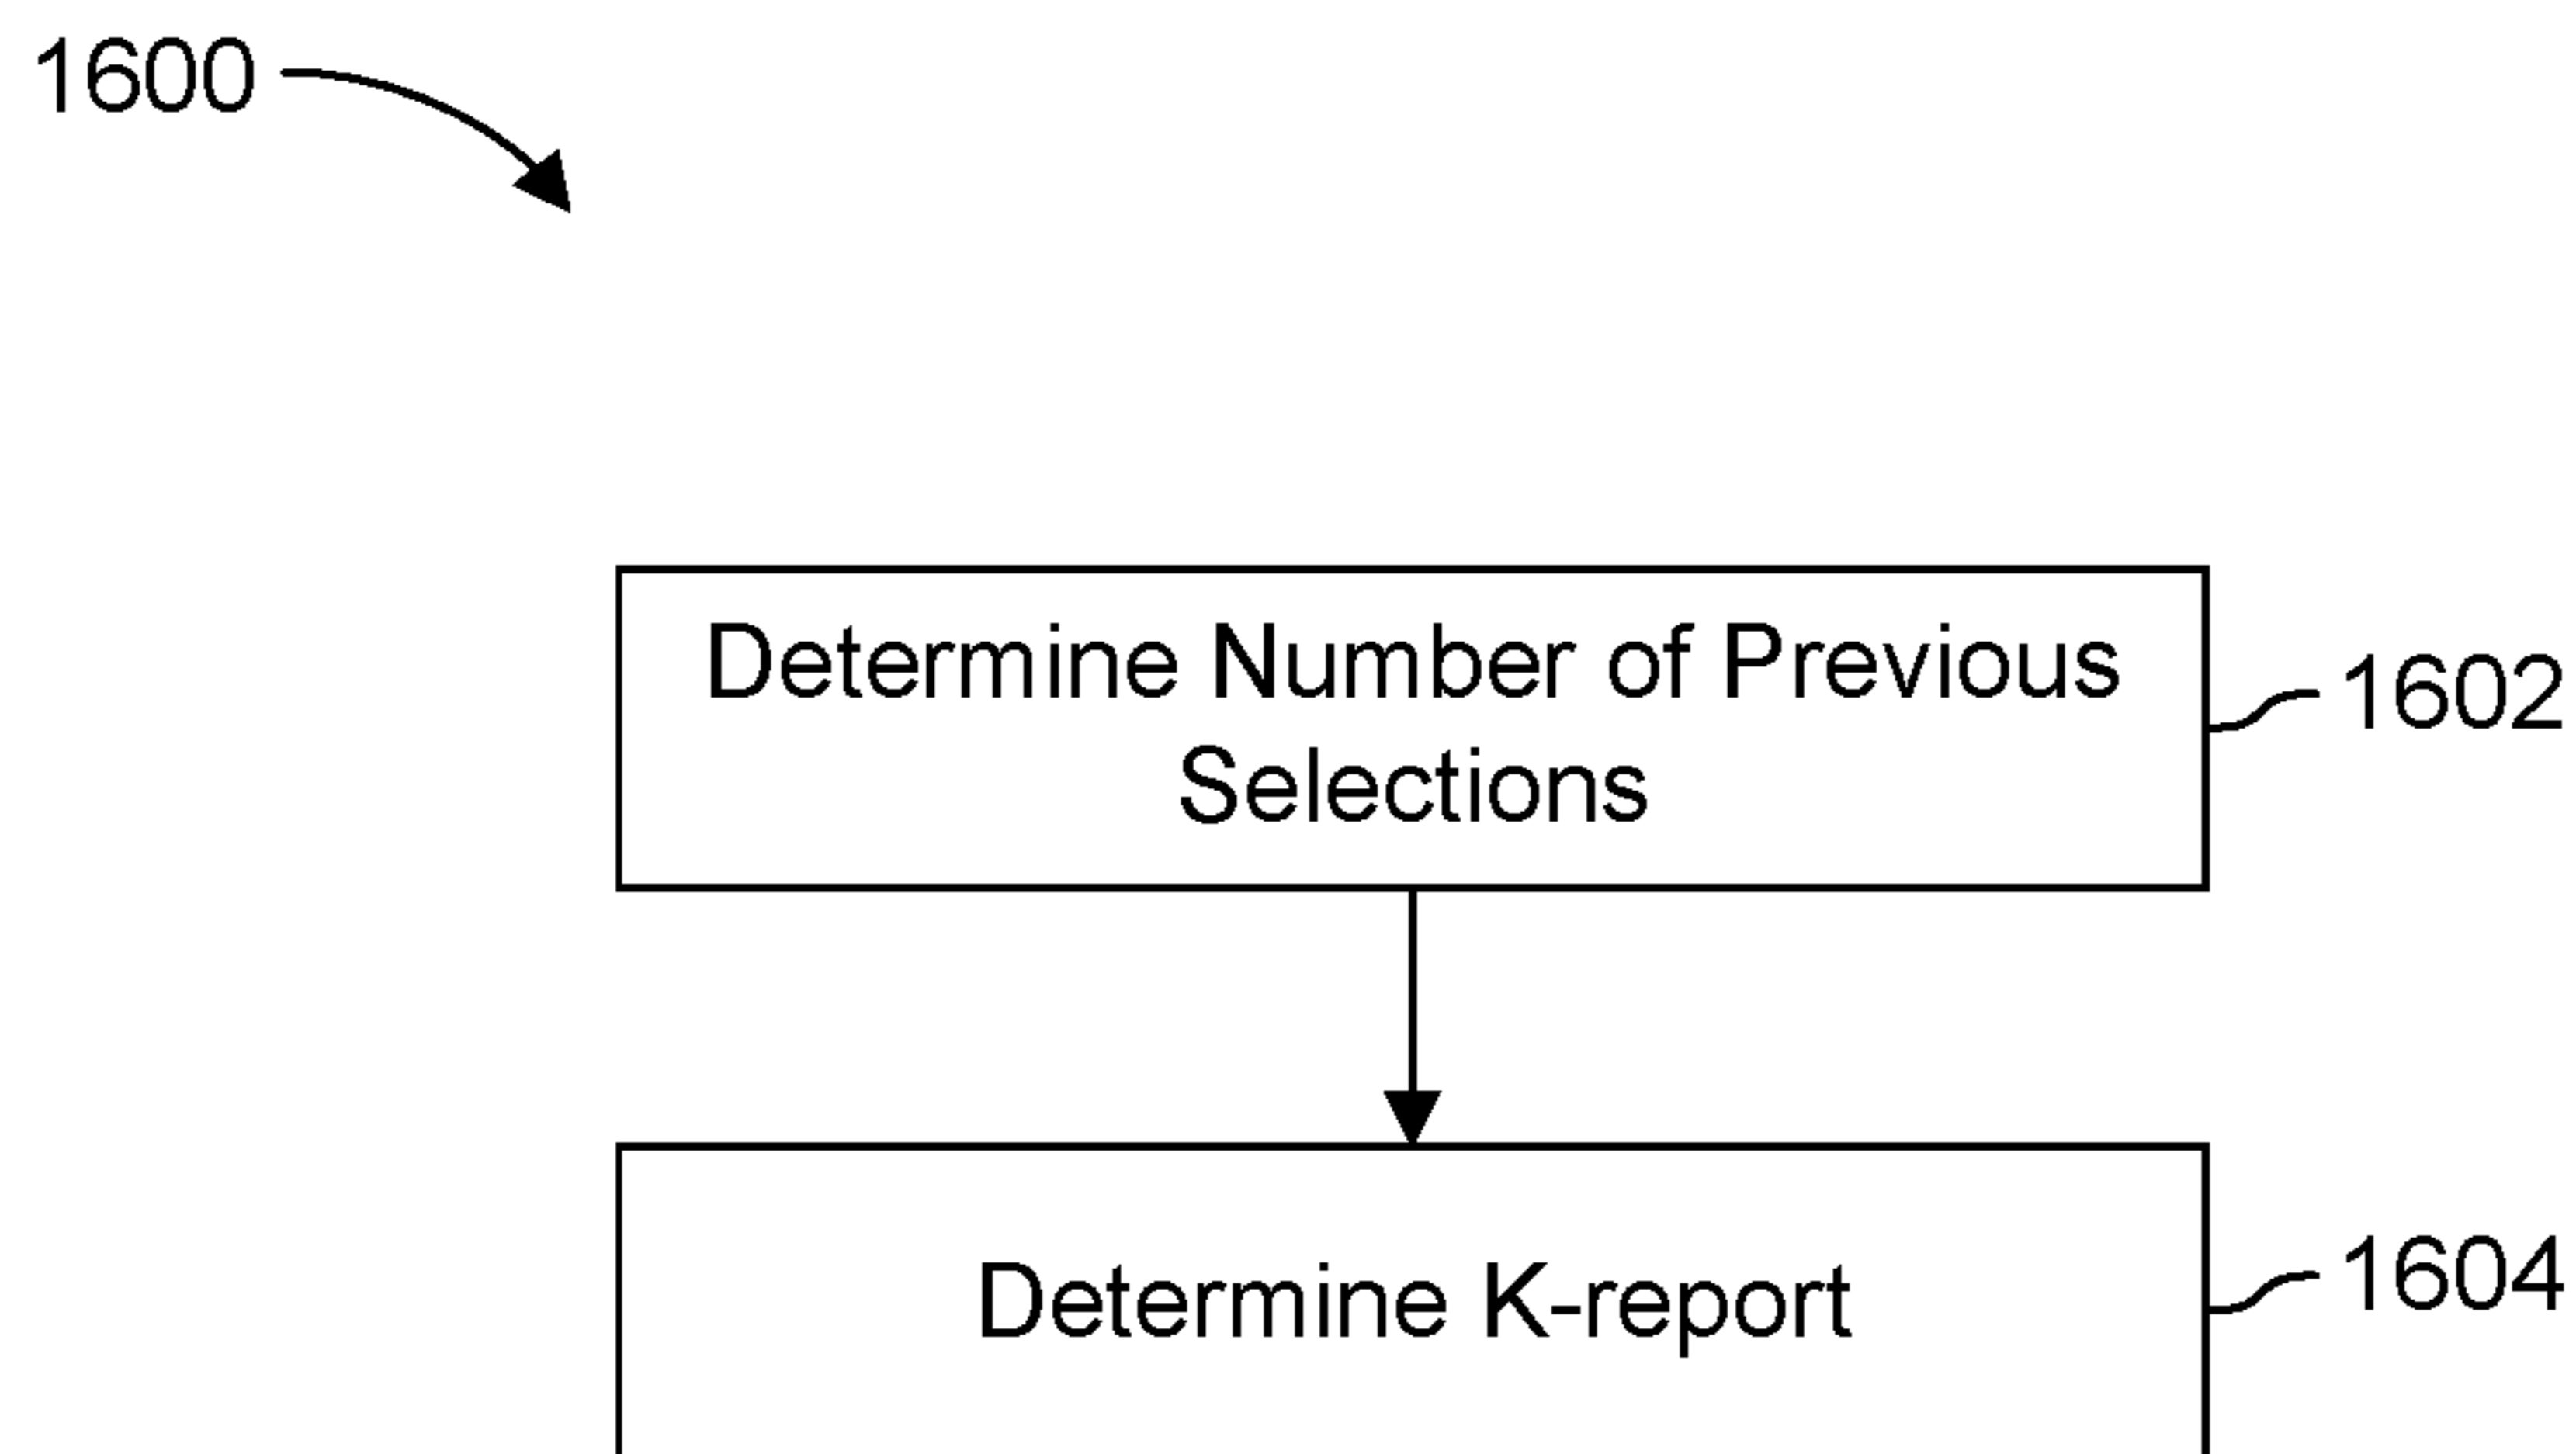 1600
Determine Number of Previous
Selections
1602
Determine K-report
1604